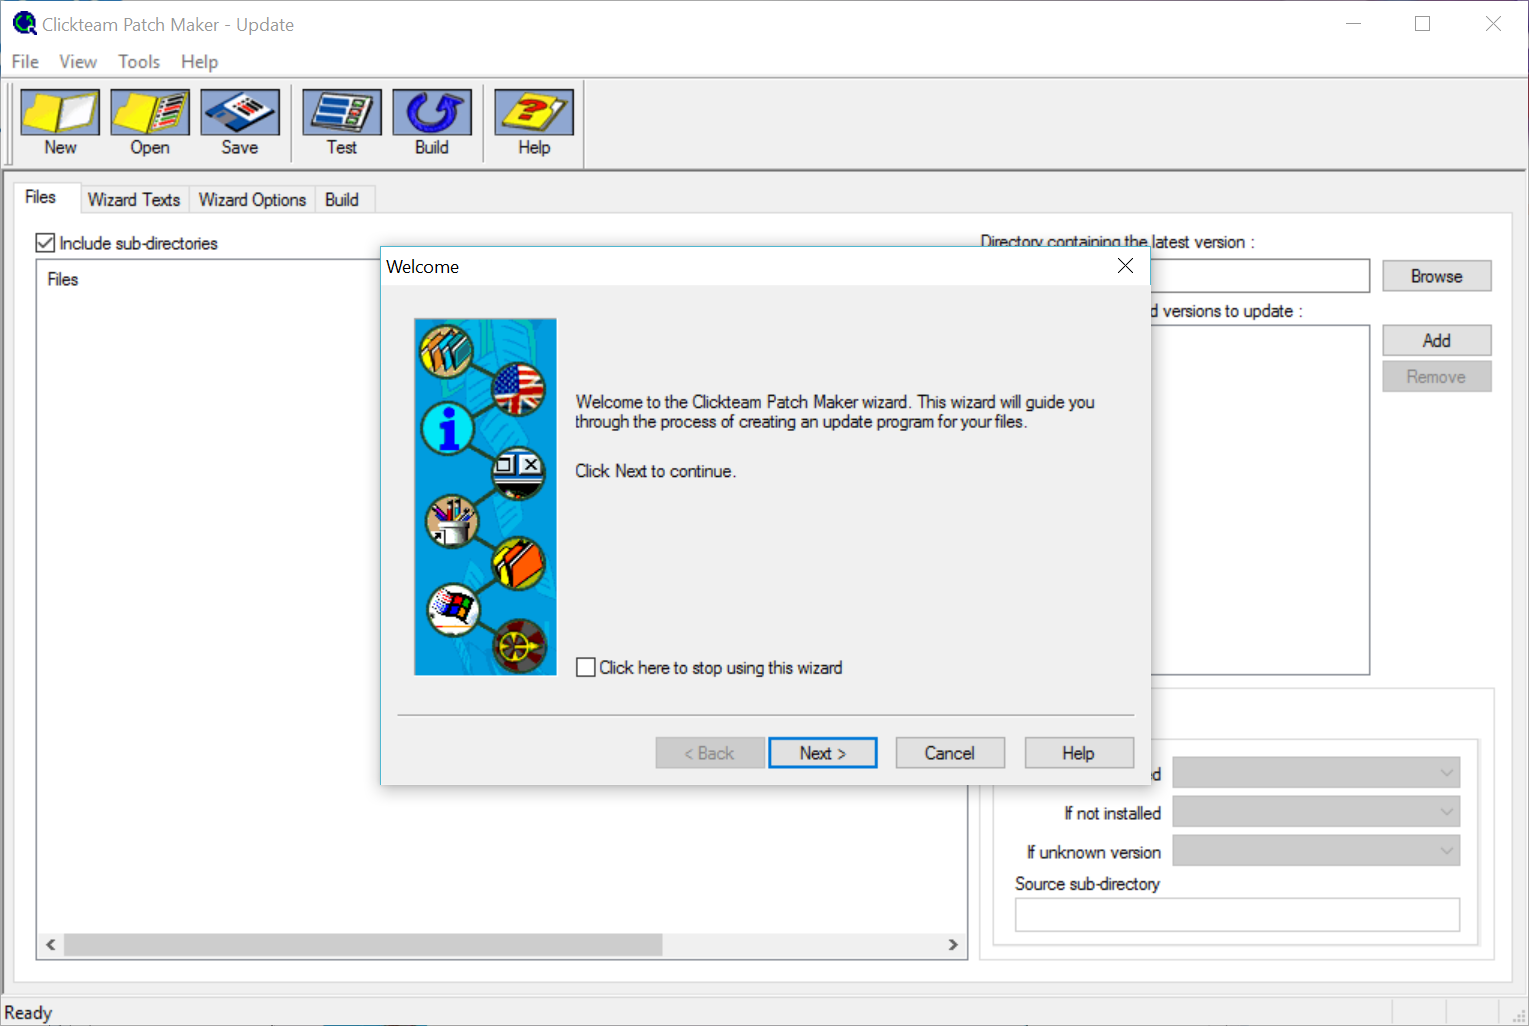 Clickteam Patch Maker - Update
File View Tools Help
New Open Save Test Build Help
Files Wizard Texts Wizard Options Build
Include sub-directories
Files
Directory containing the latest version :
Browse
d versions to update :
Add
Remove
Welcome
Welcome to the Clickteam Patch Maker wizard. This wizard will guide you
through the process of creating an update program for your files.
Click Next to continue.
Click here to stop using this wizard
< Back Next > Cancel Help
d
If not installed
If unknown version
Source sub-directory
Ready